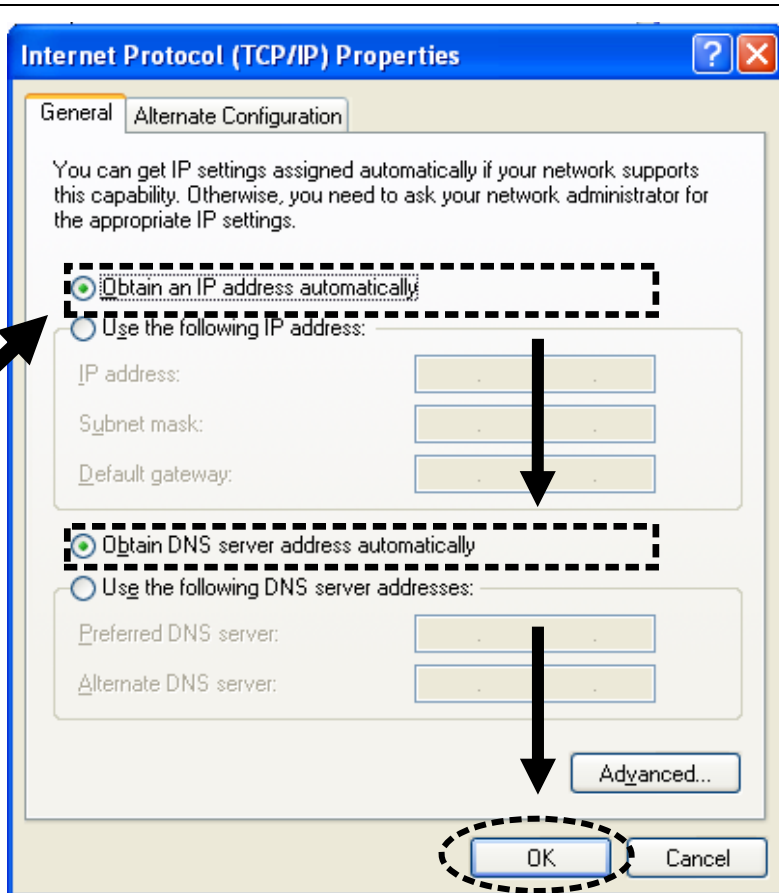 Internet Protocol (TCP/IP) Properties
General
Alternate Configuration
You can get IP settings assigned automatically if your network supports
this capability. Otherwise, you need to ask your network administrator for
the appropriate IP settings.
Obtain an IP address automatically
Use the following IP address:
IP address:
Subnet mask:
Default gateway:
Obtain DNS server address automatically
Use the following DNS server addresses:
Preferred DNS server:
Alternate DNS server:
Advanced...
OK
Cancel